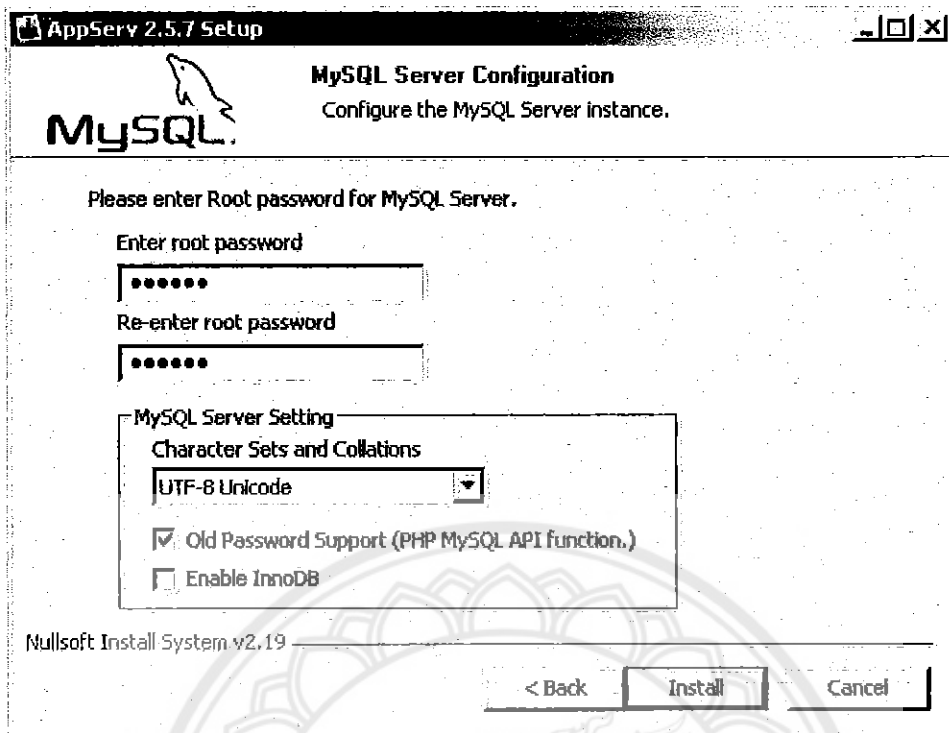 AppServ 2.5.7 Setup
MySQL Server Configuration
Configure the MySQL Server instance.
MySQL.
Please enter Root password for MySQL Server.
Enter root password
••••••
Re-enter root password
••••••
MySQL Server Setting
Character Sets and Collations
UTF-8 Unicode
Old Password Support (PHP MySQL API function.)
Enable InnoDB
Nullsoft Install System v2.19
< Back Install Cancel